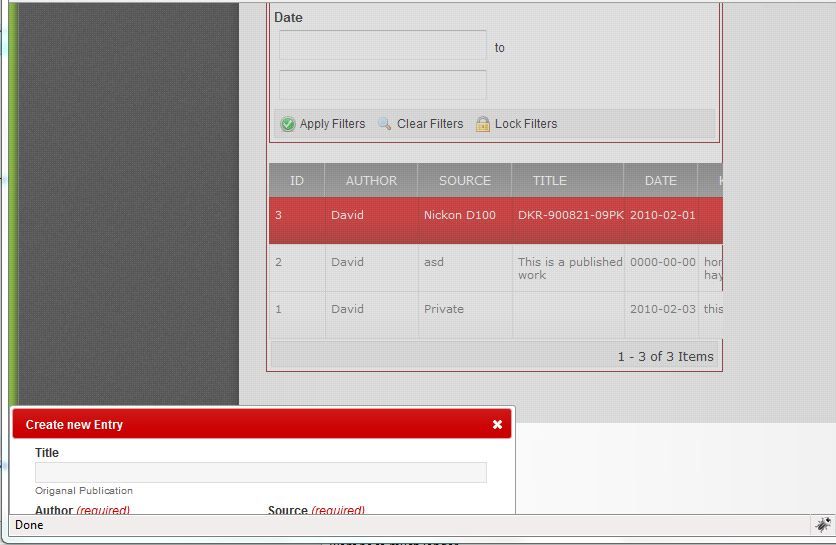 Date
to
Apply Filters Clear Filters Lock Filters
ID AUTHOR SOURCE TITLE DATE
3 David Nickon D100 DKR-900821-09PK 2010-02-01
2 David asd This is a published 0000-00-00 hor
work hay
1 David Private 2010-02-03 this
1 - 3 of 3 Items
Create new Entry
Title
Origanal Publication
Author (required) Source (required)
Done